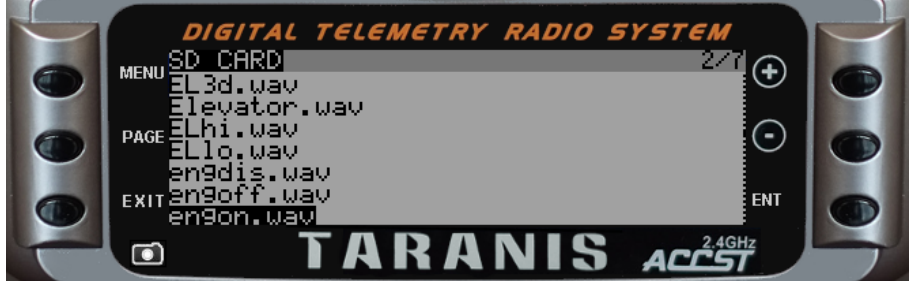 DIGITAL TELEMETRY RADIO SYSTEM
SD CARD 2/7
MENU
EL3d.wav
Elevator.wav
PAGE
ELhi.wav
ELlo.wav
engdis.wav
EXIT
engoff.wav
ENT
engon.wav
TARANIS
2.4GHz
ACCST